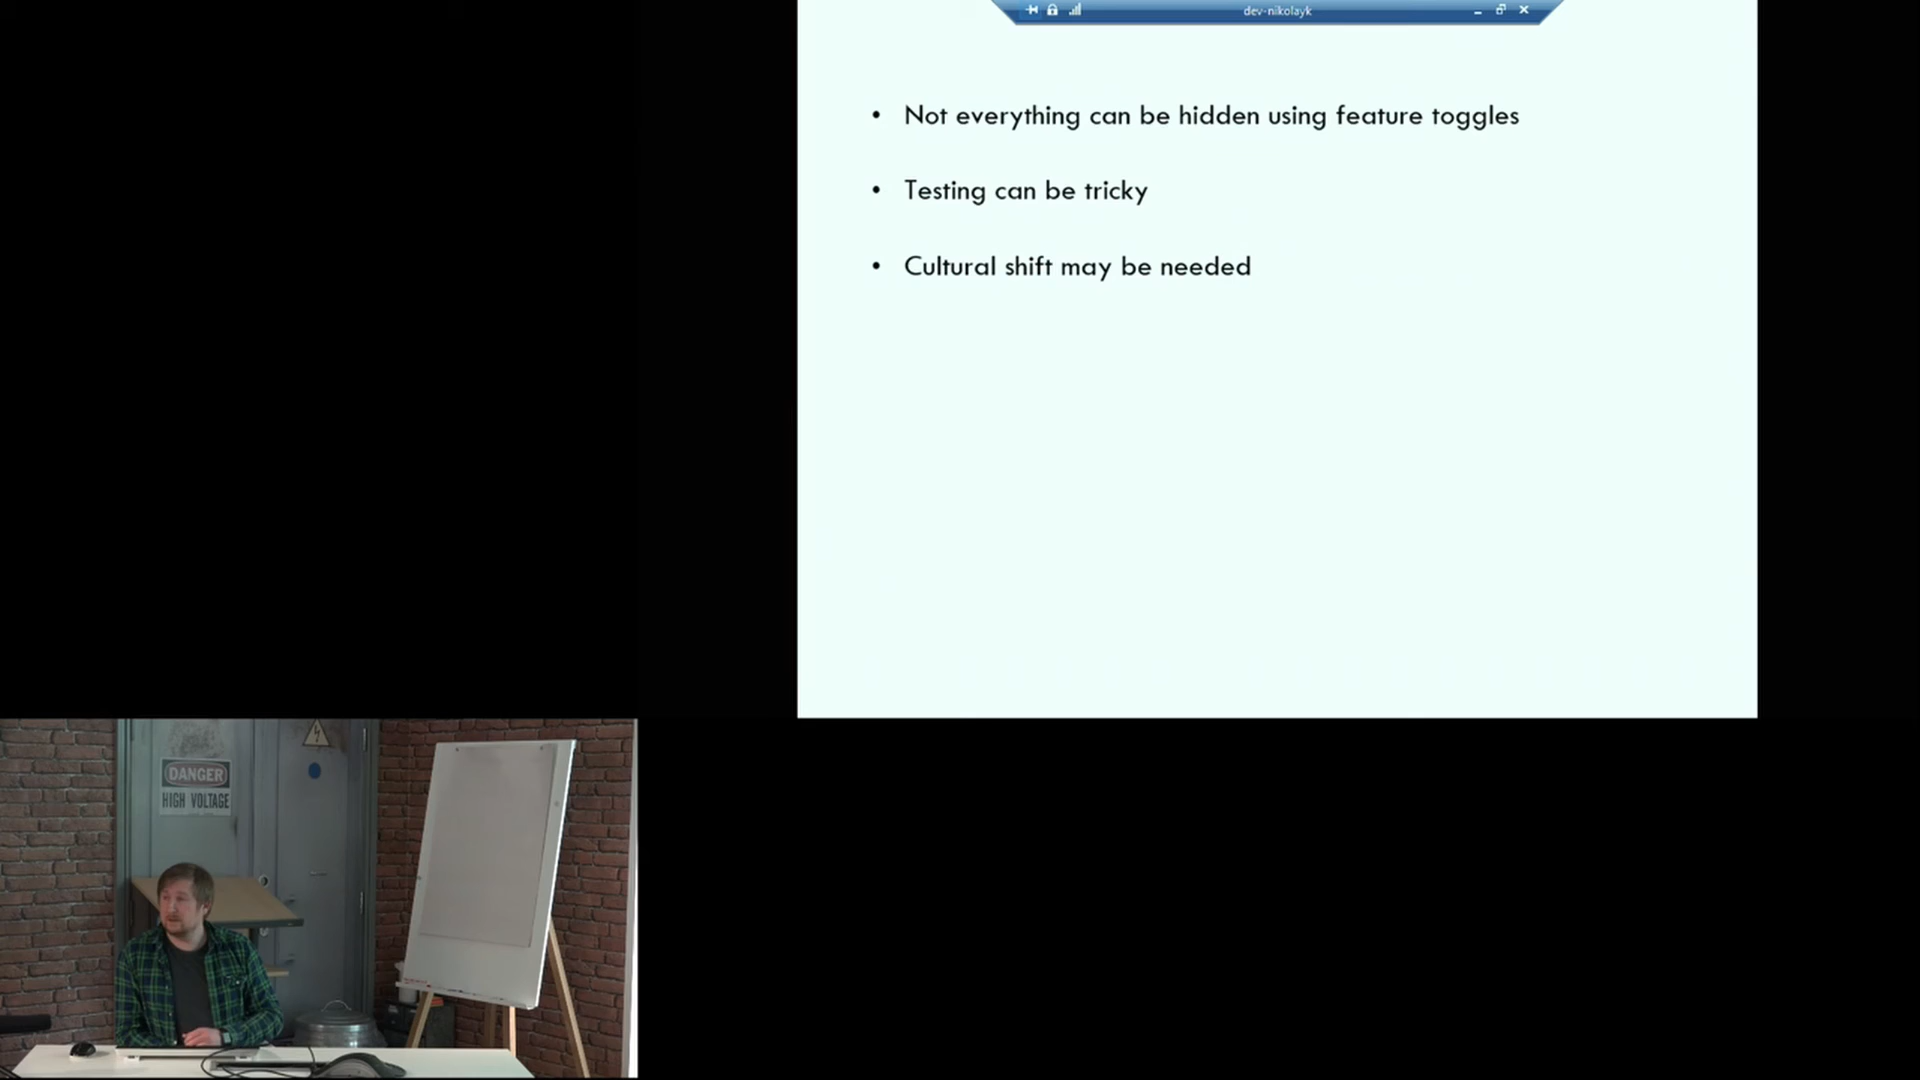 dev-nikolayk
• Not everything can be hidden using feature toggles
• Testing can be tricky
• Cultural shift may be needed
DANGER
HIGH VOLTAGE